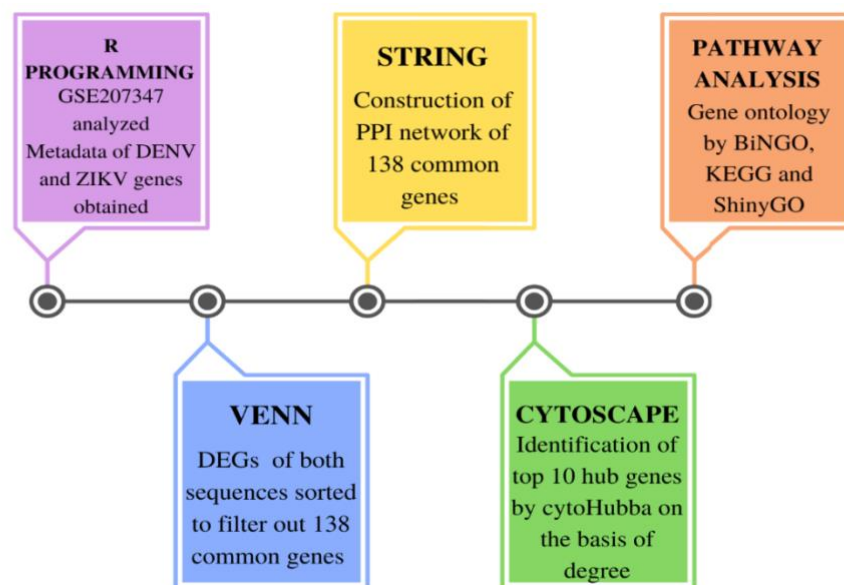 R
PROGRAMMING
GSE207347
analyzed
Metadata of DENV
and ZIKV genes
obtained
VENN
DEGs of both
sequences sorted
to filter out 138
common genes
STRING
Construction of
PPI network of
138 common
genes
CYTOSCAPE
Identification of
top 10 hub genes
by cytoHubba on
the basis of
degree
PATHWAY
ANALYSIS
Gene ontology
by BiNGO,
KEGG and
ShinyGO